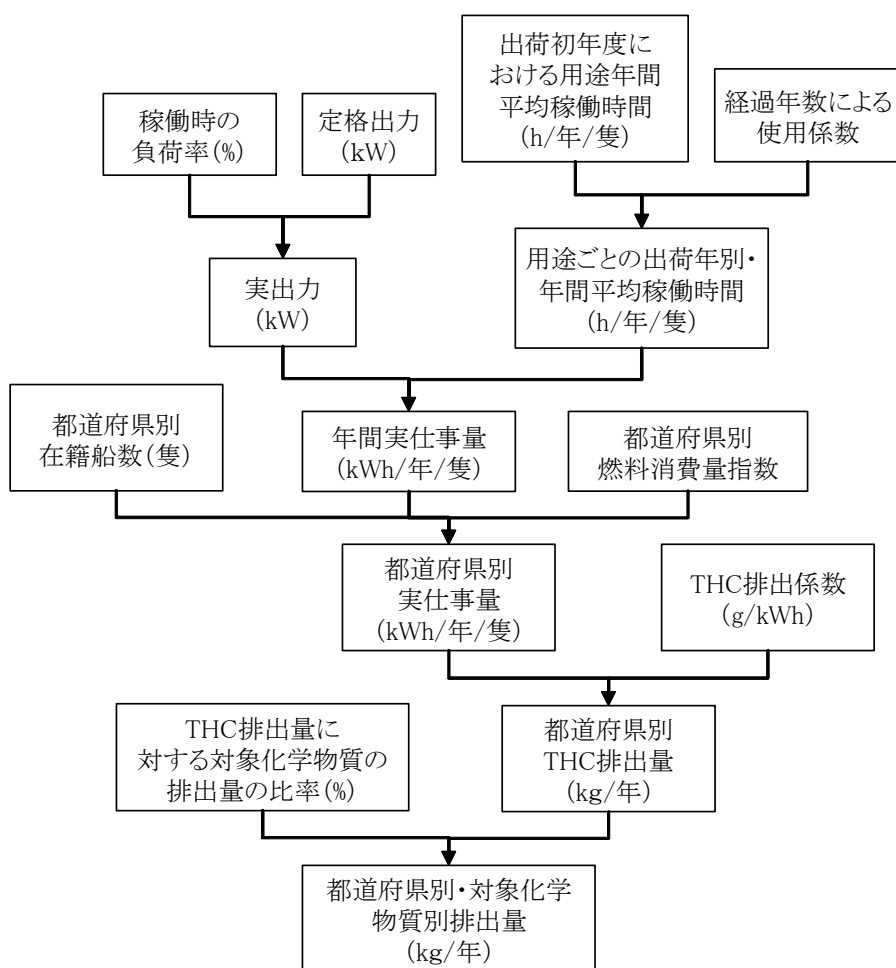 出荷初年度に
おける用途年間
平均稼働時間
(h/年/隻)
経過年数による
使用係数
稼働時の
負荷率(%)
定格出力
(kW)
実出力
(kW)
用途ごとの出荷年別・
年間平均稼働時間
(h/年/隻)
都道府県別
在籍船数(隻)
年間実仕事量
(kWh/年/隻)
都道府県別
燃料消費量指数
都道府県別
実仕事量
(kWh/年/隻)
THC排出係数
(g/kWh)
THC排出量に
対する対象化学物質の
排出量の比率(%)
都道府県別
THC排出量
(kg/年)
都道府県別・対象化学
物質別排出量
(kg/年)